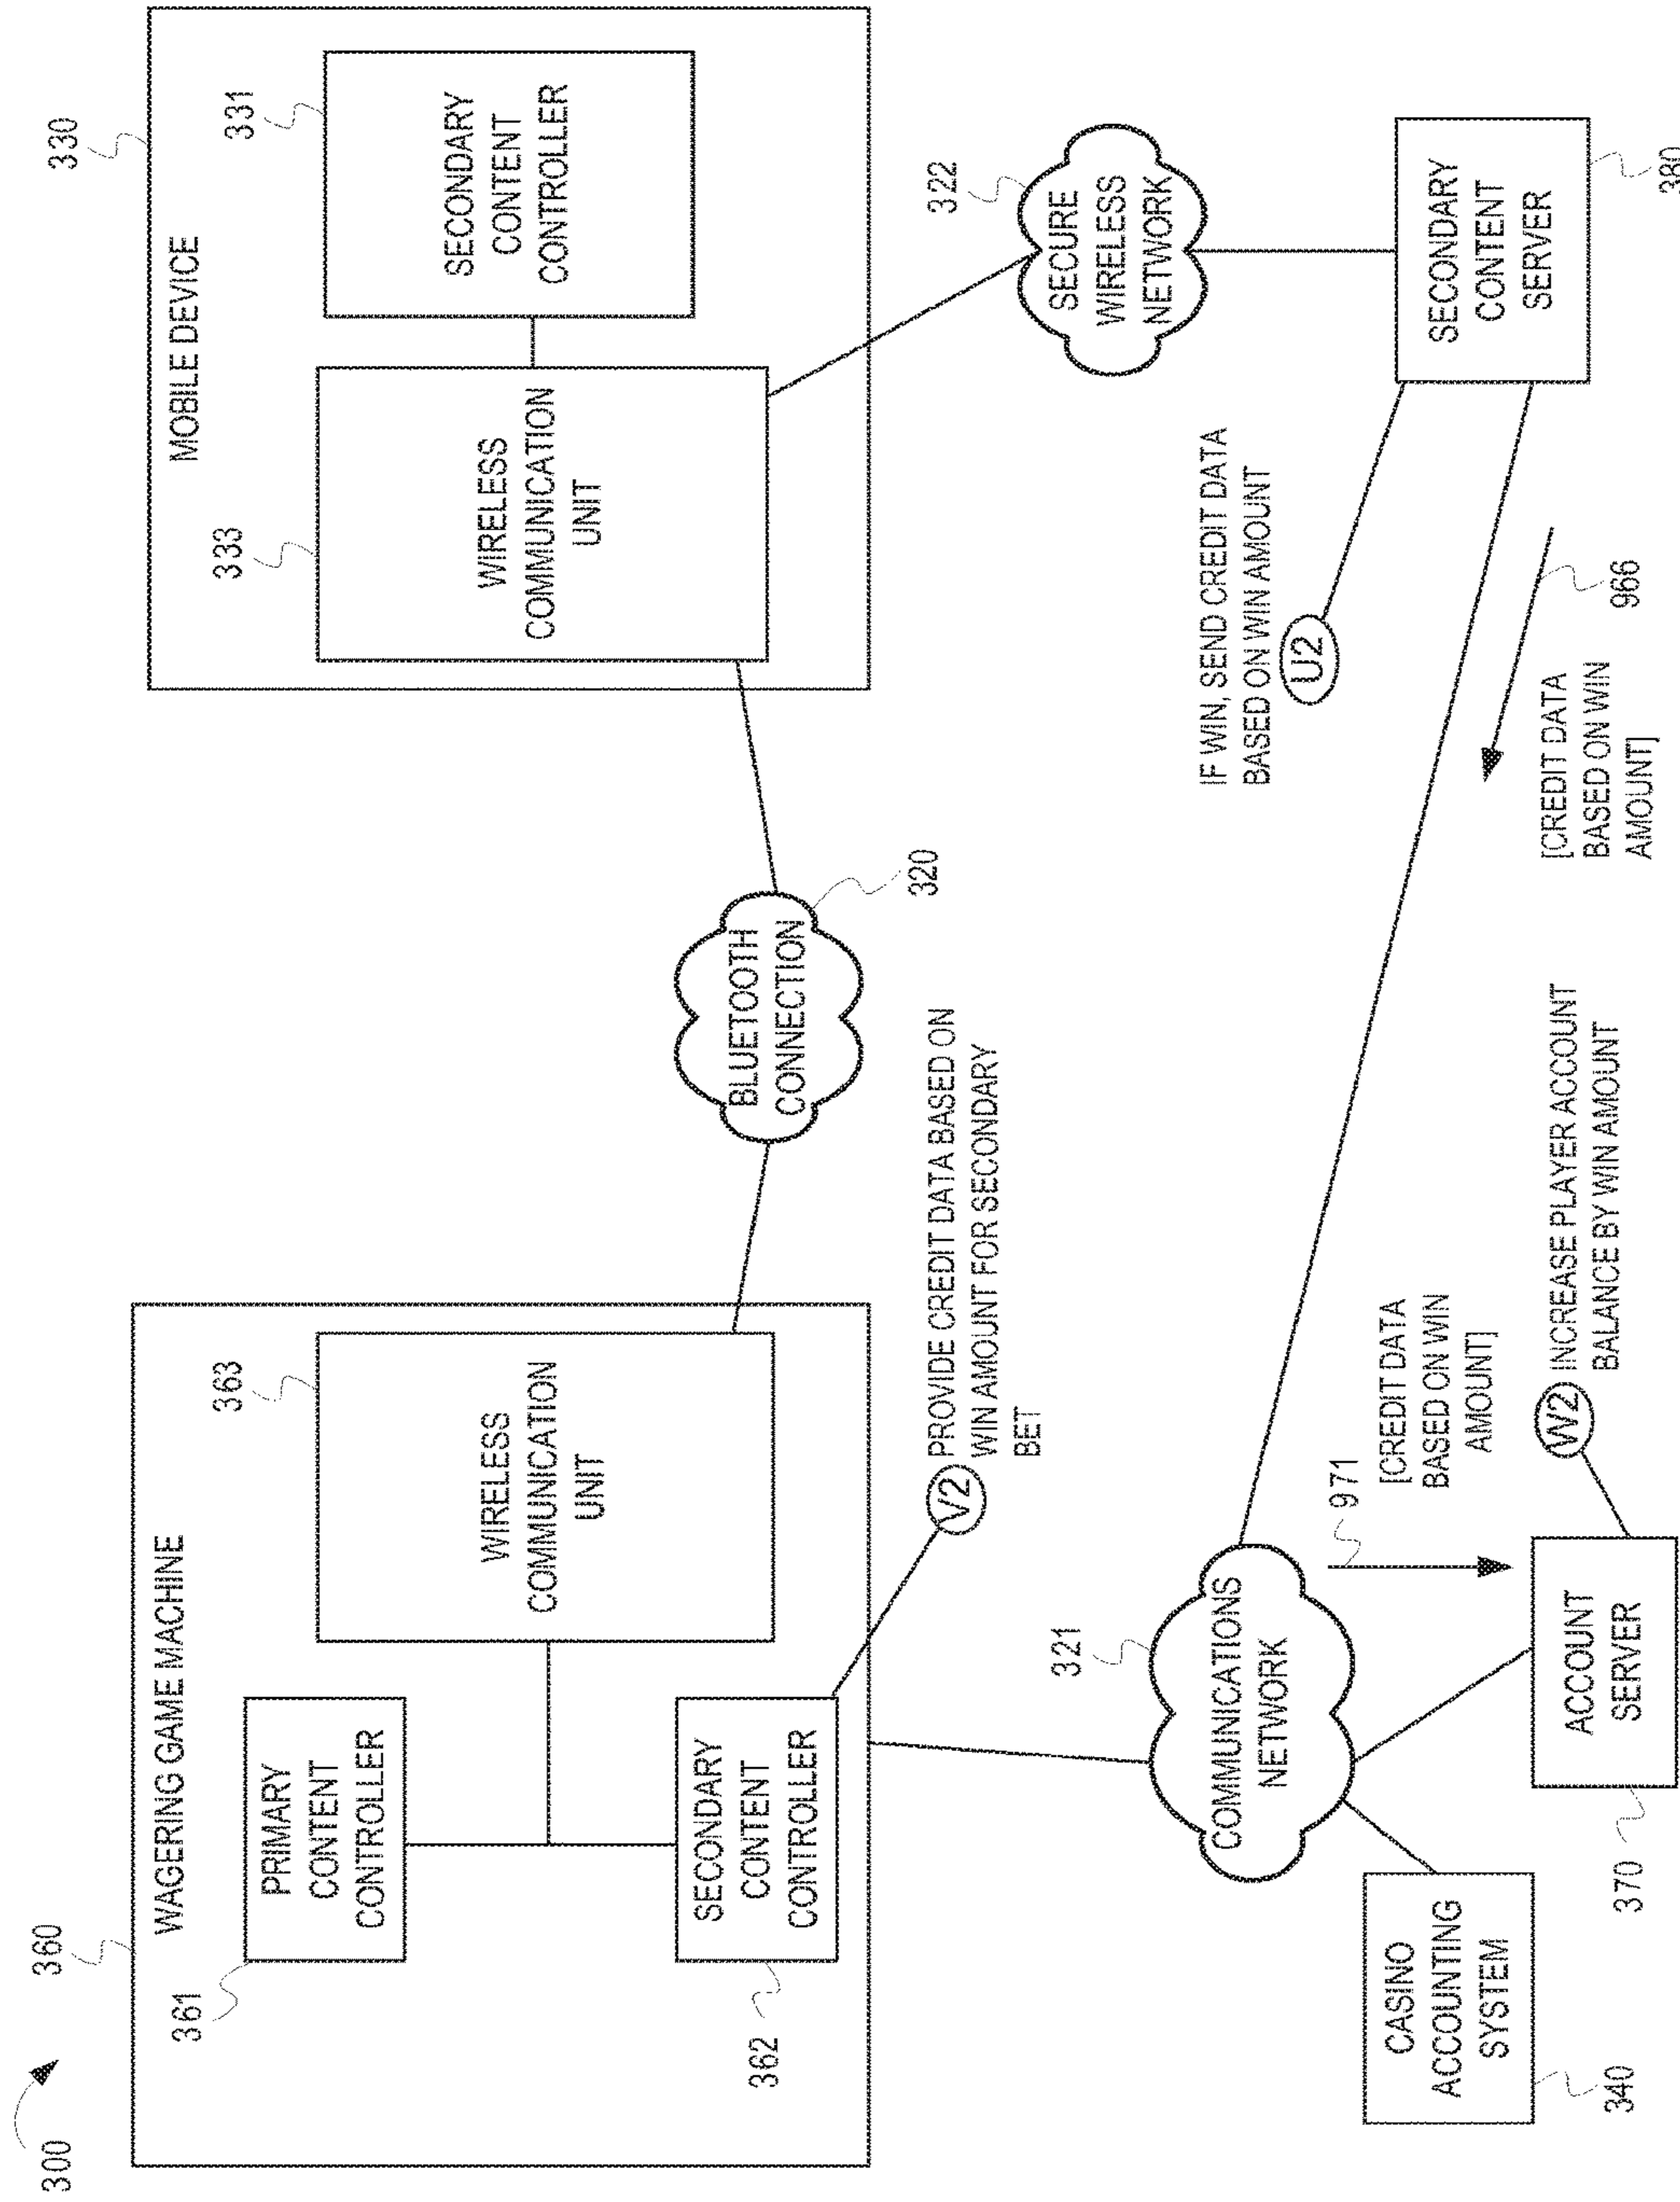 300
360
WAGERING GAME MACHINE
361
PRIMARY
CONTENT
CONTROLLER
363
WIRELESS
COMMUNICATION
UNIT
362
SECONDARY
CONTENT
CONTROLLER
V2
PROVIDE CREDIT DATA BASED ON
WIN AMOUNT FOR SECONDARY
BET
BLUETOOTH
CONNECTION
320
330
MOBILE DEVICE
333
WIRELESS
COMMUNICATION
UNIT
331
SECONDARY
CONTENT
CONTROLLER
322
SECURE
WIRELESS
NETWORK
IF WIN, SEND CREDIT DATA
BASED ON WIN AMOUNT
U2
SECONDARY
CONTENT
SERVER
380
966
[CREDIT DATA
BASED ON WIN
AMOUNT]
321
COMMUNICATIONS
NETWORK
971
[CREDIT DATA
BASED ON WIN
AMOUNT]
W2
INCREASE PLAYER ACCOUNT
BALANCE BY WIN AMOUNT
CASINO
ACCOUNTING
SYSTEM
340
ACCOUNT
SERVER
370